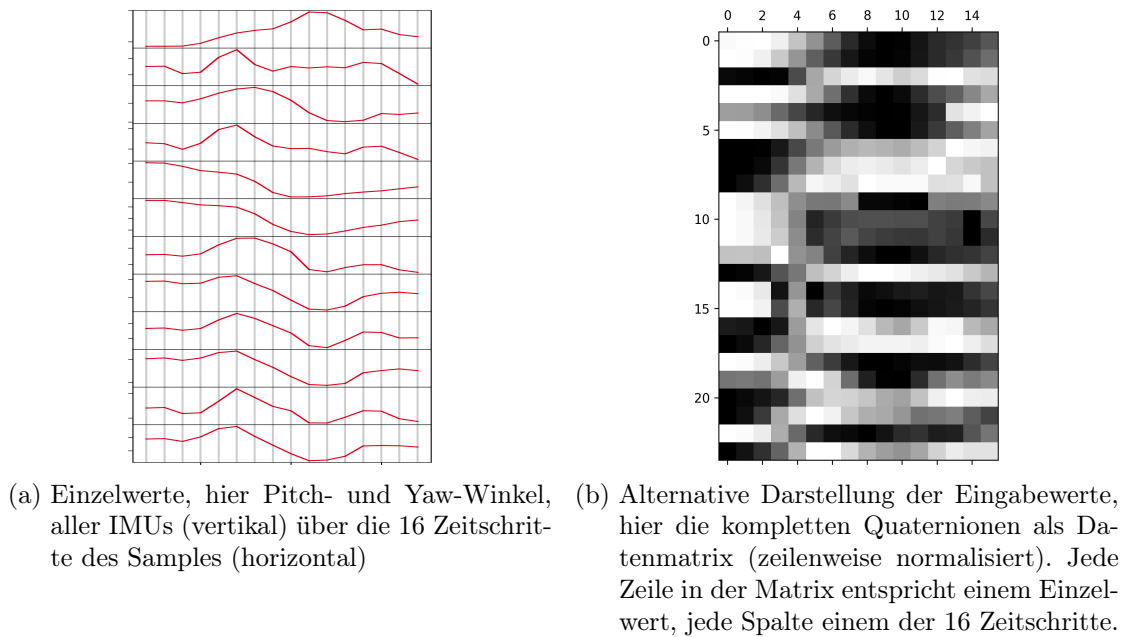 0 2 4 6 8 10 12 14
0
5
10
15
20
(a) Einzelwerte, hier Pitch- und Yaw-Winkel,
aller IMUs (vertikal) über die 16 Zeitschrit-
te des Samples (horizontal)
(b) Alternative Darstellung der Eingabewerte,
hier die kompletten Quaternionen als Da-
tenmatrix (zeilenweise normalisiert). Jede
Zeile in der Matrix entspricht einem Einzel-
wert, jede Spalte einem der 16 Zeitschritte.